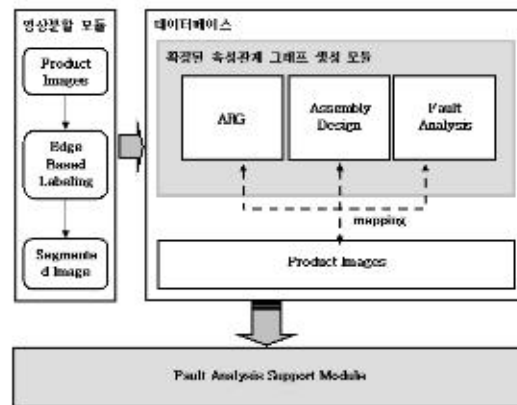 영상분할 모듈
Product
Images
Edge
Based
Labeling
Segmente
d Image
데이터베이스
확장된 속성관계 그래프 생성 모듈
ARG
Assembly
Design
Fault
Analysis
mapping
Product Images
Fault Analysis Support Module